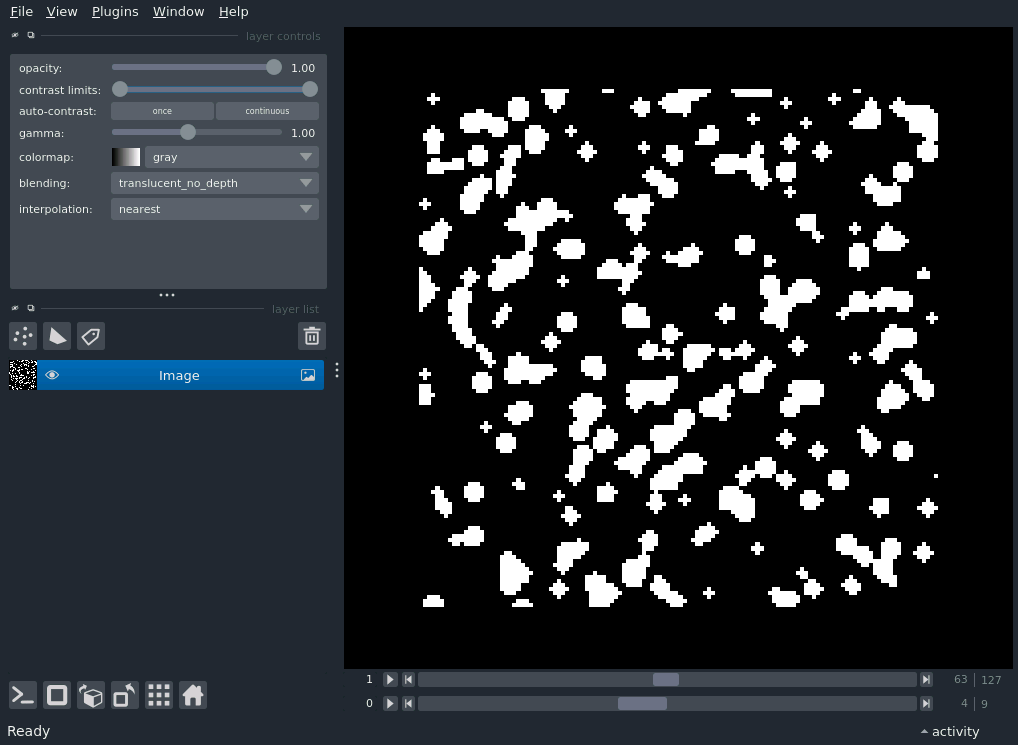 File View Plugins Window Help
layer controls
opacity: 1.00
contrast limits:
auto-contrast: once continuous
gamma: 1.00
colormap: gray
blending: translucent_no_depth
interpolation: nearest
layer list
Image
1 63 127
0 4 9
Ready activity